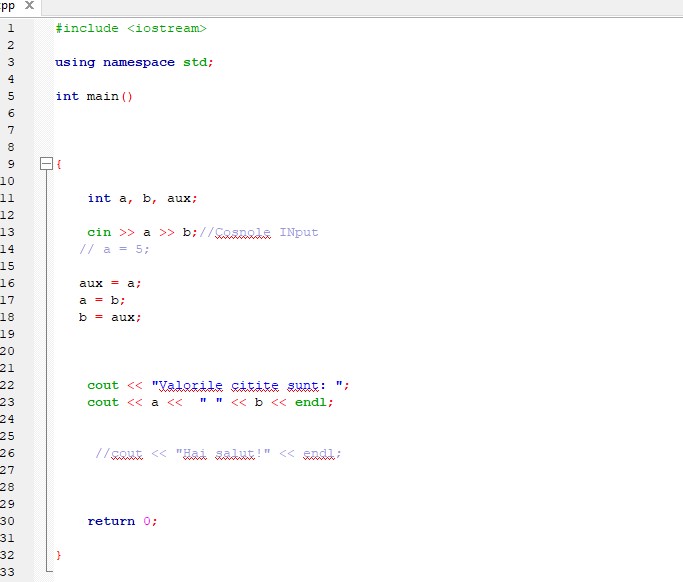 pp X
1 #include <iostream>
2
3 using namespace std;
4
5 int main()
6
7
8
9 {
10
11 int a, b, aux;
12
13 cin >> a >> b;//Cosnole INput
14 // a = 5;
15
16 aux = a;
17 a = b;
18 b = aux;
19
20
21
22 cout << "Valorile citite sunt: ";
23 cout << a << " " << b << endl;
24
25
26 //cout << "Hai salut!" << endl;
27
28
29
30 return 0;
31
32 }
33